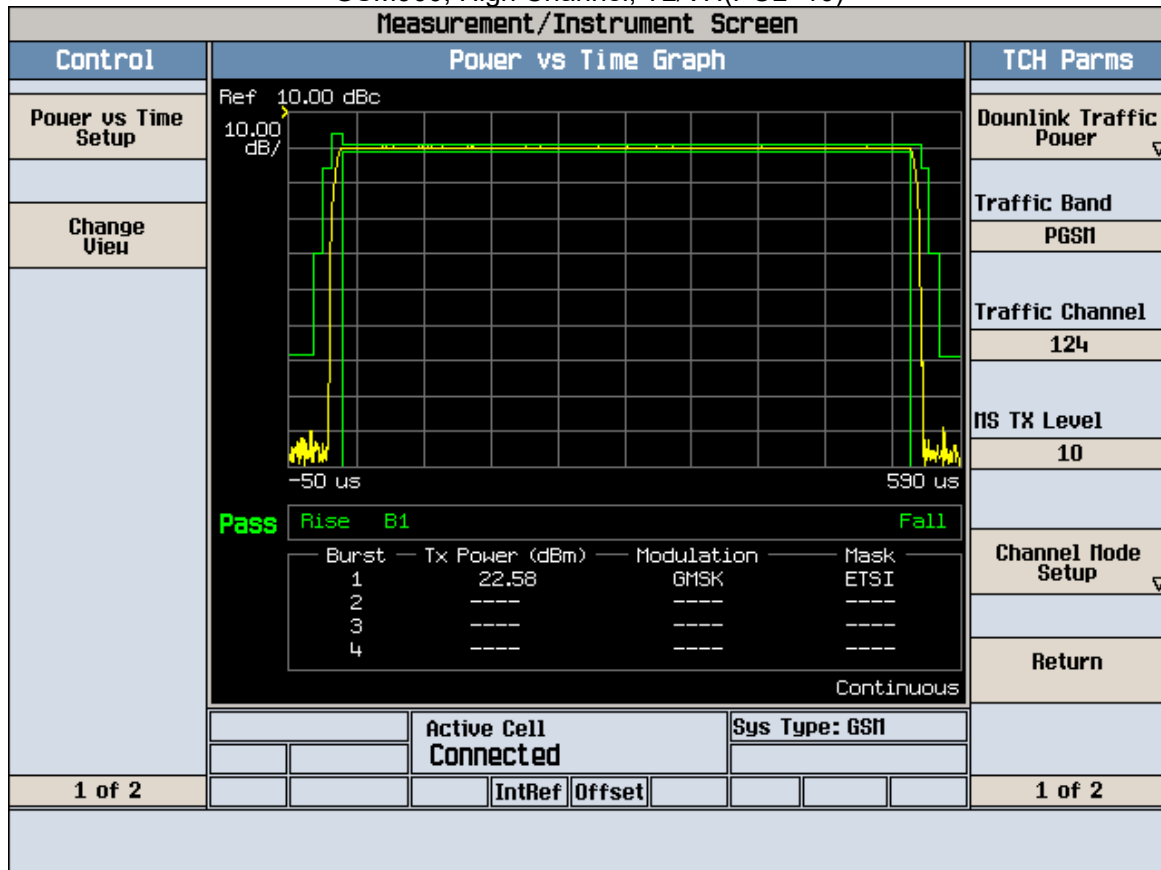 Measurement/Instrument Screen
Control
Power vs Time Graph
TCH Parms
Power vs Time
Setup
Change
View
1 of 2
Ref 10.00 dBc
10.00
dB/
-50 us
590 us
Pass
Rise B1 Fall
Burst Tx Power (dBm) Modulation Mask
1 22.58 GMSK ETSI
2 ---- ---- ----
3 ---- ---- ----
4 ---- ---- ----
Continuous
Active Cell
Connected
Sys Type: GSM
IntRef Offset
Downlink Traffic
Power
Traffic Band
PGSM
Traffic Channel
124
MS TX Level
10
Channel Mode
Setup
Return
1 of 2